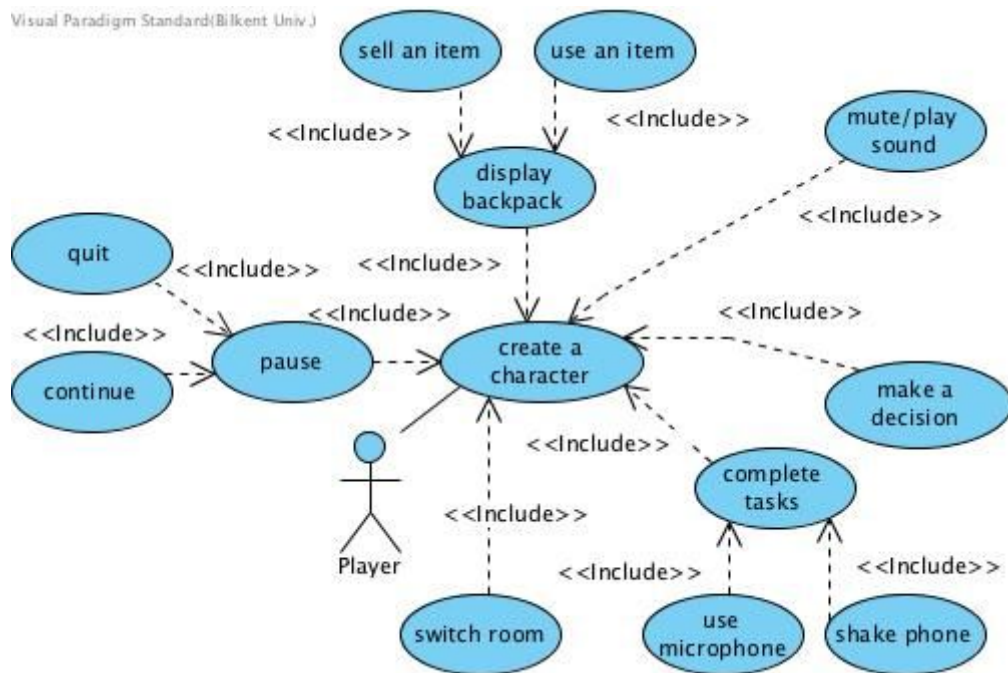 Visual Paradigm Standard(Bilkent Univ.)
sell an item
use an item
<<Include>>
<<Include>>
mute/play
sound
display
backpack
<<Include>>
quit
<<Include>>
<<Include>>
<<Include>>
<<Include>>
<<Include>>
pause
create a
character
continue
make a
decision
<<Include>>
complete
tasks
<<Include>>
Player
<<Include>>
<<Include>>
switch room
use
microphone
shake phone